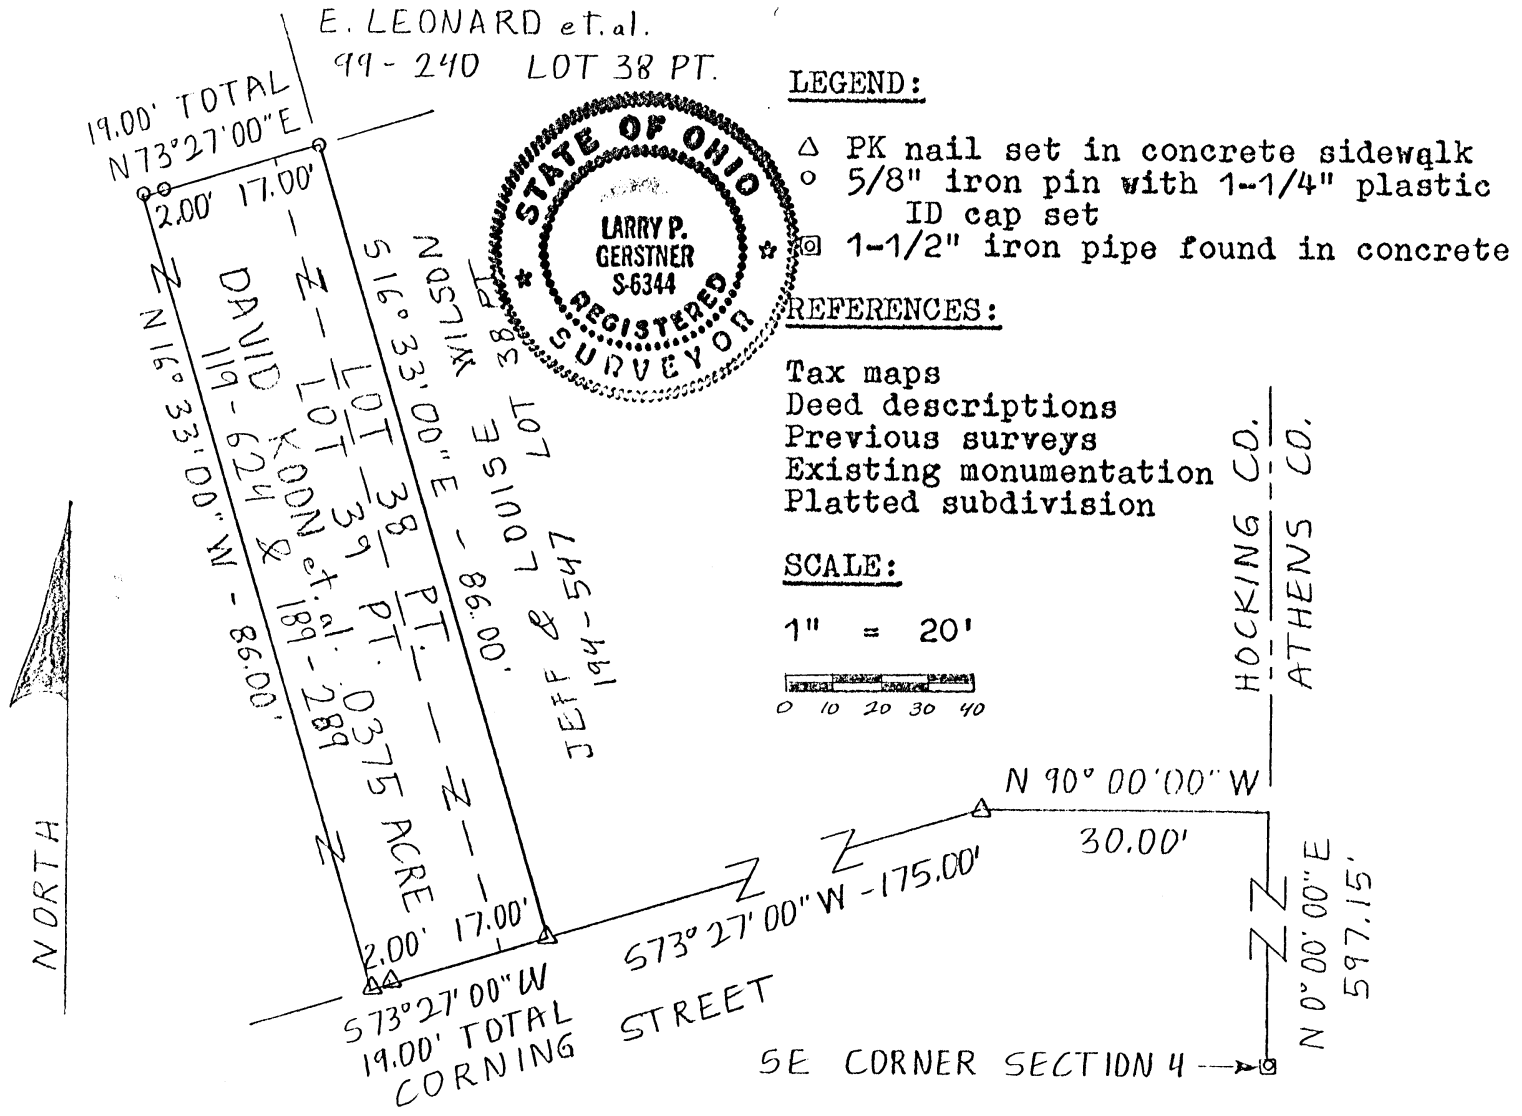 E. LEONARD et.al.
99-240 LOT 38 PT.
19.00' TOTAL
N 73°27'00"E
2.00' 17.00'
N 16° 33'00" W - 86.00'
DAVID KOON et.al.
119-624 & 189-289
LOT 39 PT.
LOT 38 PT.
.0375 ACRE
S 16° 33'00" E - 86.00'
JEFF & LOUISE WILSON
194-547 LOT 38 PT.
2.00' 17.00'
S73°27'00"W
19.00' TOTAL
CORNING STREET
S73°27'00"W -175.00'
N 90°00'00" W
30.00'
N 0°00'00"E
597.15'
SE CORNER SECTION 4
HOCKING CO.
ATHENS CO.
NORTH
STATE OF OHIO
LARRY P.
GERSTNER
S-6344
REGISTERED
SURVEYOR
LEGEND:
PK nail set in concrete sidewalk
5/8" iron pin with 1-1/4" plastic
ID cap set
1-1/2" iron pipe found in concrete
REFERENCES:
Tax maps
Deed descriptions
Previous surveys
Existing monumentation
Platted subdivision
SCALE:
1" = 20'
0 10 20 30 40